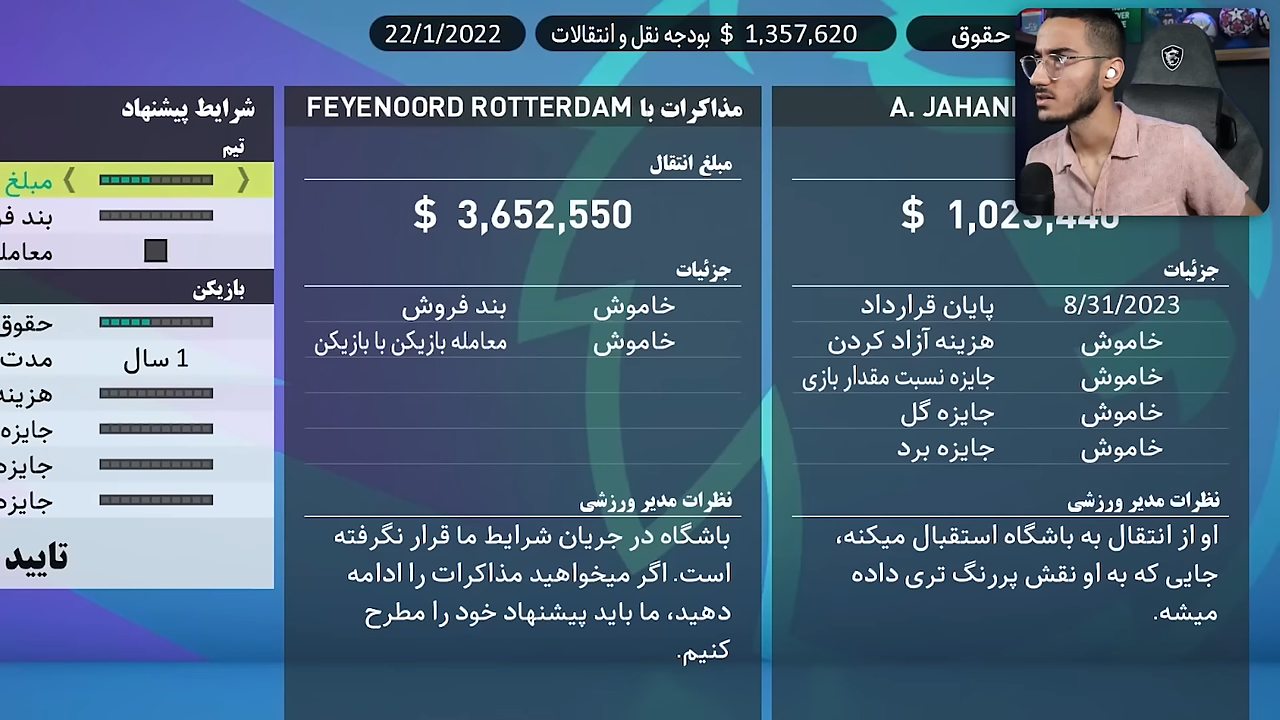 حقوق
بودجه نقل و انتقالات $ 1,357,620
22/1/2022
A. JAHAN
$ 1,023,440
جزئیات
پایان قرارداد 8/31/2023
هزینه آزاد کردن خاموش
جایزه نسبت مقدار بازی خاموش
جایزه گل خاموش
جایزه برد خاموش
نظرات مدیر ورزشی
او از انتقال به باشگاه استقبال میکنه،
جایی که به او نقش پررنگ تری داده
میشه.
مذاکرات با FEYENOORD ROTTERDAM
مبلغ انتقال
$ 3,652,550
جزئیات
بند فروش خاموش
معامله بازیکن با بازیکن خاموش
نظرات مدیر ورزشی
باشگاه در جریان شرایط ما قرار نگرفته
است. اگر میخواهید مذاکرات را ادامه
دهید، ما باید پیشنهاد خود را مطرح
کنیم.
شرایط پیشنهاد
تیم
مبلغ
بند
بازیکن
حقوق
مدت 1 سال
هزینه
جایزه
جایزه
جایزه
تایید